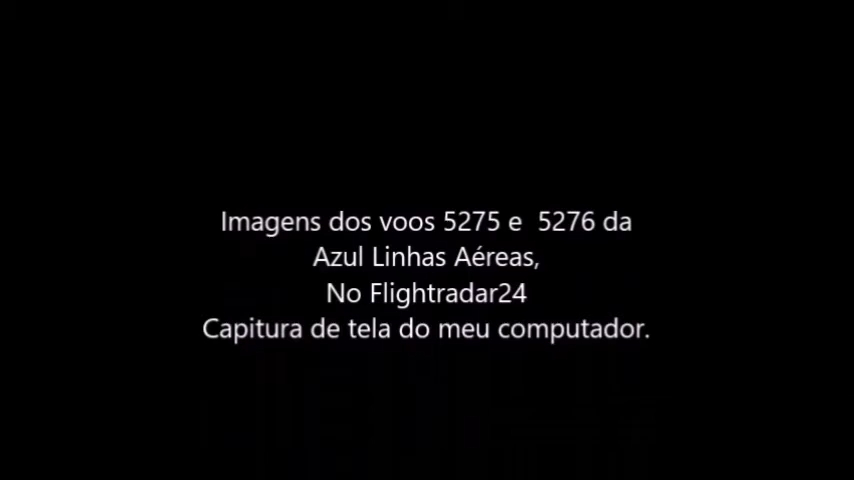 Imagens dos voos 5275 e  5276 da
Azul Linhas Aéreas,
No Flightradar24
Capitura de tela do meu computador.